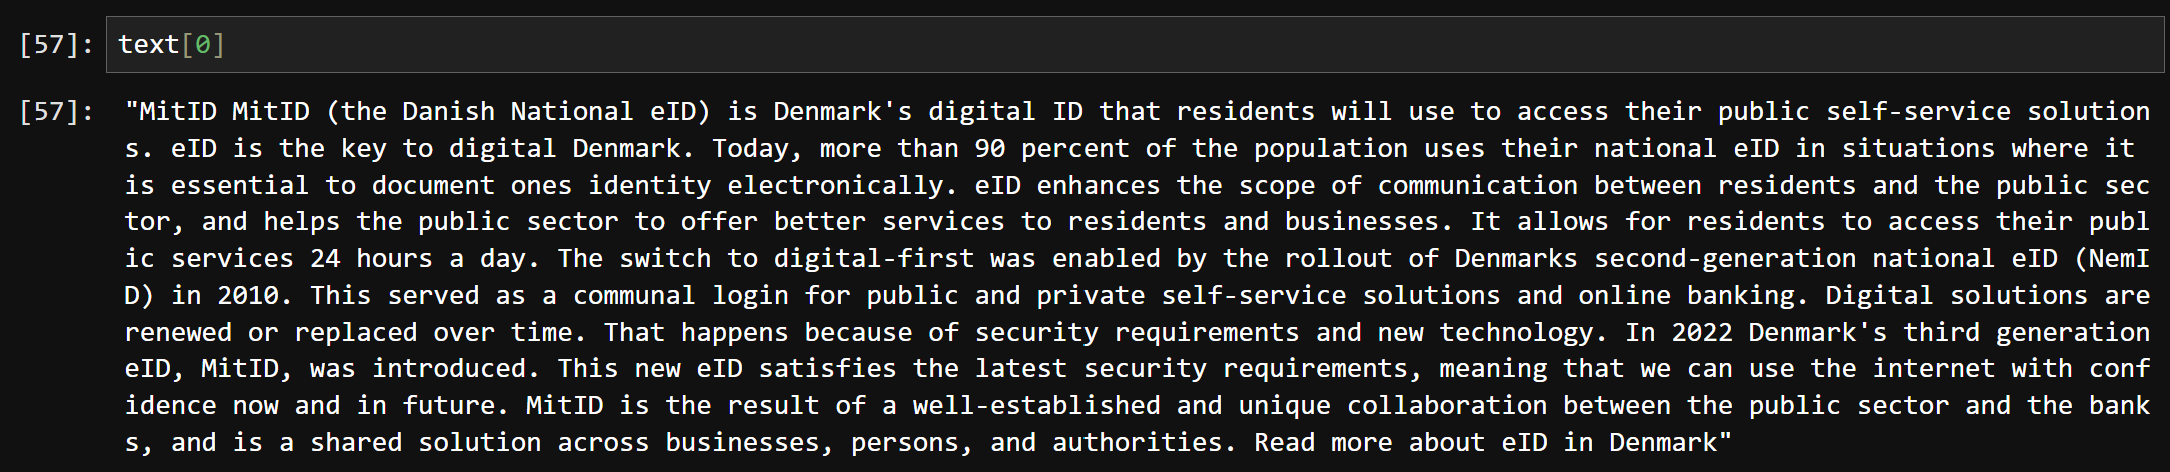 [57]: text[0]
[57]: "MitID MitID (the Danish National eID) is Denmark's digital ID that residents will use to access their public self-service solution
s. eID is the key to digital Denmark. Today, more than 90 percent of the population uses their national eID in situations where it
is essential to document ones identity electronically. eID enhances the scope of communication between residents and the public sec
tor, and helps the public sector to offer better services to residents and businesses. It allows for residents to access their publ
ic services 24 hours a day. The switch to digital-first was enabled by the rollout of Denmarks second-generation national eID (NemI
D) in 2010. This served as a communal login for public and private self-service solutions and online banking. Digital solutions are
renewed or replaced over time. That happens because of security requirements and new technology. In 2022 Denmark's third generation
eID, MitID, was introduced. This new eID satisfies the latest security requirements, meaning that we can use the internet with conf
idence now and in future. MitID is the result of a well-established and unique collaboration between the public sector and the bank
s, and is a shared solution across businesses, persons, and authorities. Read more about eID in Denmark"